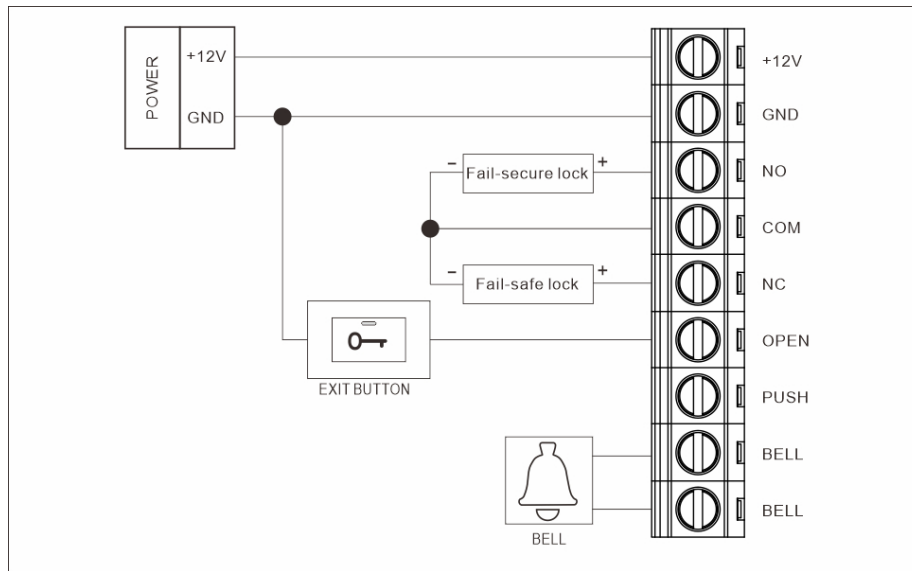 POWER
+12V
GND
+12V
GND
- Fail-secure lock +
NO
COM
- Fail-safe lock +
NC
OPEN
EXIT BUTTON
PUSH
BELL
BELL
BELL